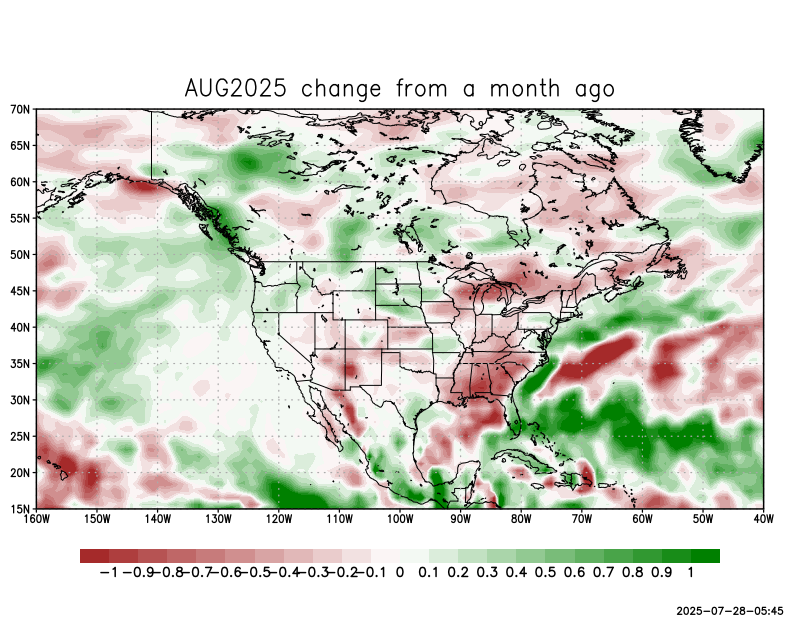 AUG2025 change from a month ago
70N
65N
60N
55N
50N
45N
40N
35N
30N
25N
20N
15N
160W 150W 140W 130W 120W 110W 100W 90W 80W 70W 60W 50W 40W
−1 −0.9 −0.8 −0.7 −0.6 −0.5 −0.4 −0.3 −0.2 −0.1 0 0.1 0.2 0.3 0.4 0.5 0.6 0.7 0.8 0.9 1
2025-07-28-05:45